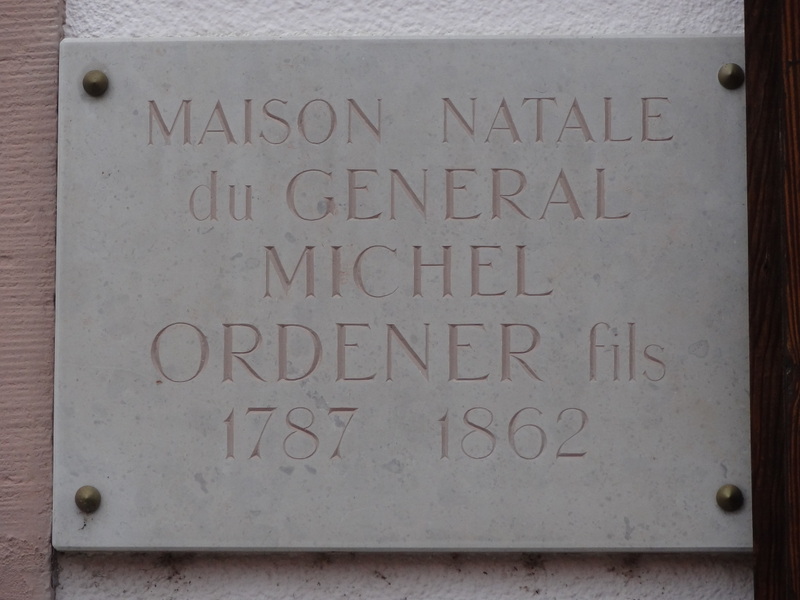 MAISON NATALE
du GENERAL
MICHEL
ORDENER fils
1787 1862